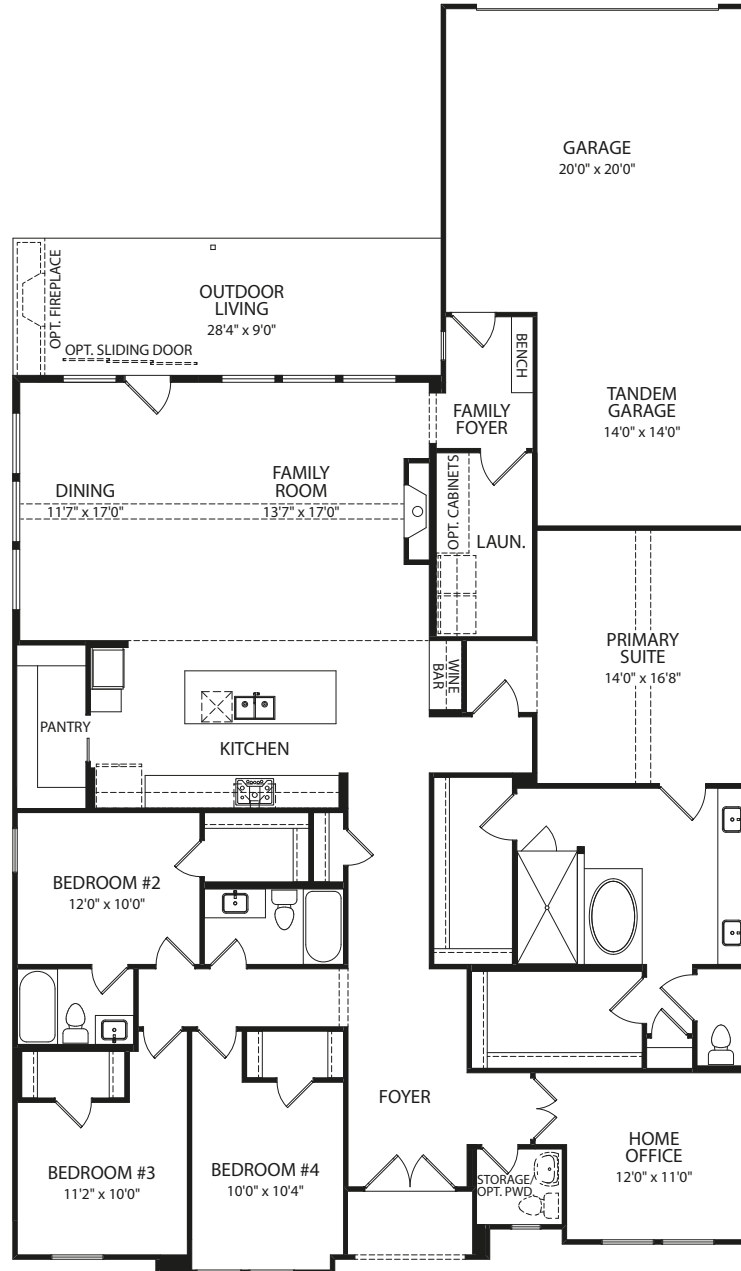 GARAGE
20'0" x 20'0"
OPT. FIREPLACE
OUTDOOR
LIVING
28'4" x 9'0"
OPT. SLIDING DOOR
BENCH
FAMILY
FOYER
TANDEM
GARAGE
14'0" x 14'0"
DINING
11'7" x 17'0"
FAMILY
ROOM
13'7" x 17'0"
OPT. CABINETS
LAUN.
PRIMARY
SUITE
14'0" x 16'8"
WINE
BAR
PANTRY
KITCHEN
BEDROOM #2
12'0" x 10'0"
FOYER
BEDROOM #3
11'2" x 10'0"
BEDROOM #4
10'0" x 10'4"
STORAGE/
OPT. PWD
HOME
OFFICE
12'0" x 11'0"